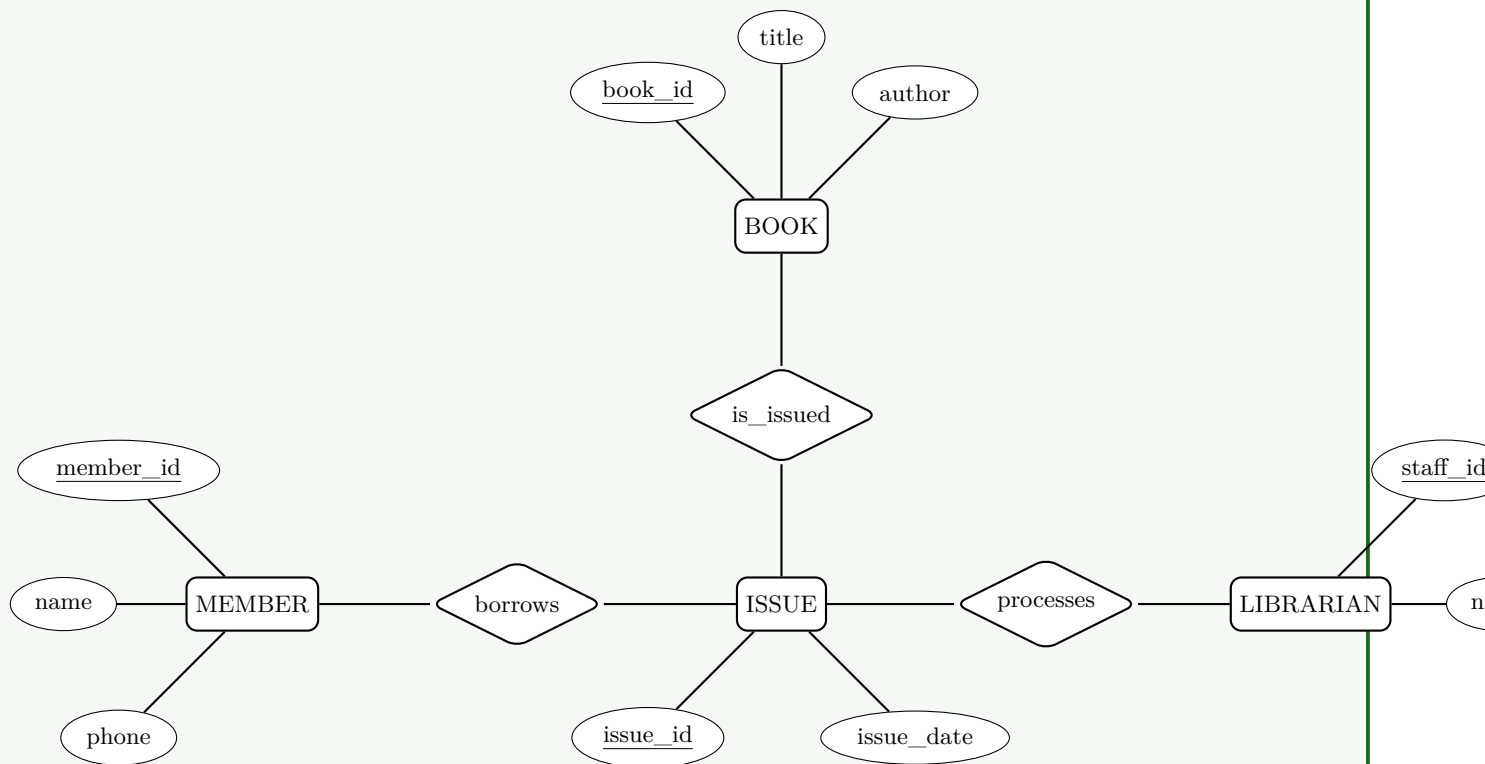 title
book_id
author
BOOK
is_issued
member_id
staff_id
name
MEMBER
borrows
ISSUE
processes
LIBRARIAN
phone
issue_id
issue_date